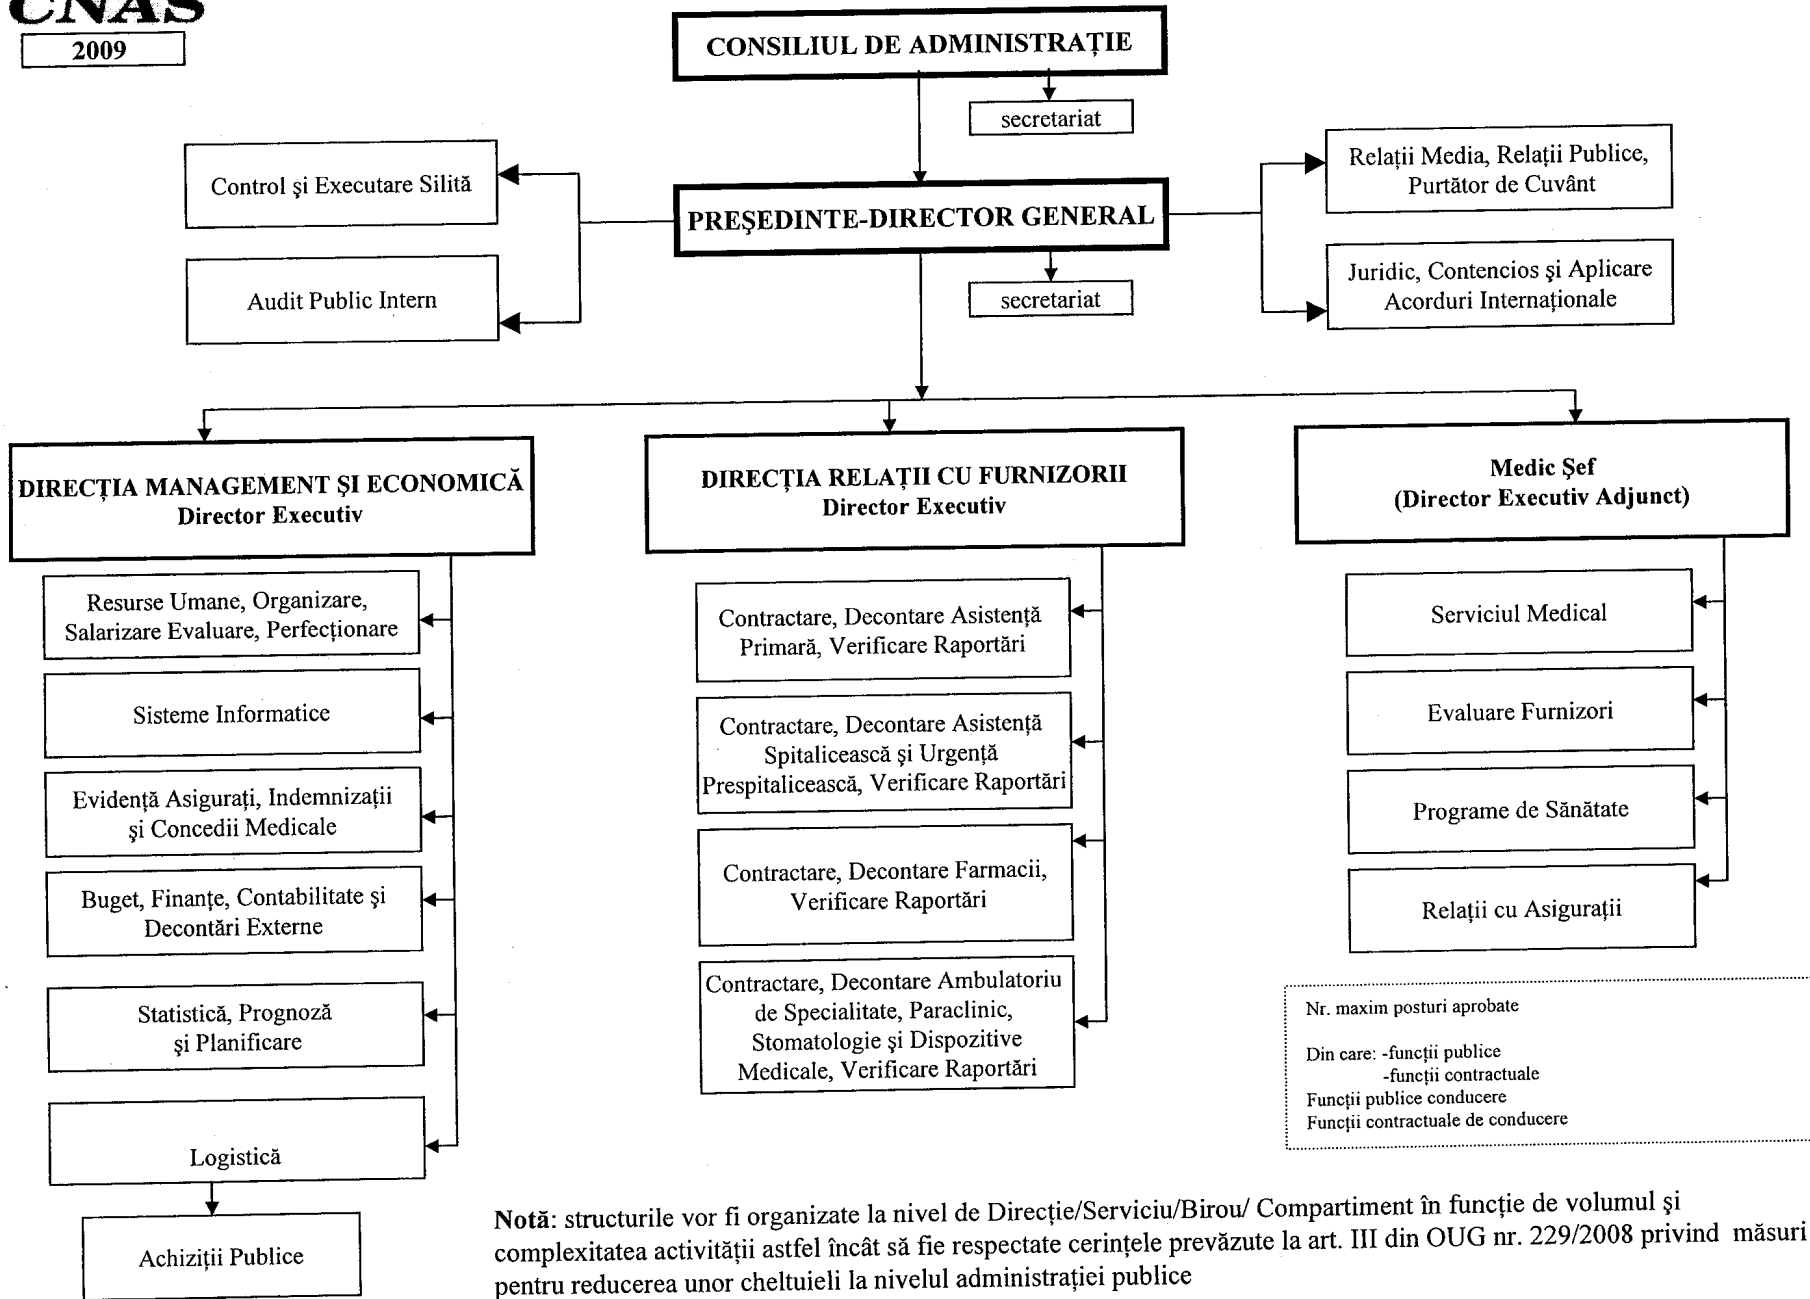 CNAS
2009
CONSILIUL DE ADMINISTRAȚIE
secretariat
Control şi Executare Silită
Relații Media, Relații Publice,
Purtător de Cuvânt
PREŞEDINTE-DIRECTOR GENERAL
Audit Public Intern
secretariat
Juridic, Contencios şi Aplicare
Acorduri Internaționale
DIRECȚIA MANAGEMENT ŞI ECONOMICĂ
Director Executiv
DIRECȚIA RELAȚII CU FURNIZORII
Director Executiv
Medic Şef
(Director Executiv Adjunct)
Resurse Umane, Organizare,
Salarizare Evaluare, Perfecționare
Sisteme Informatice
Evidență Asigurați, Indemnizații
şi Concedii Medicale
Buget, Finanțe, Contabilitate şi
Decontări Externe
Statistică, Prognoză
şi Planificare
Logistică
Achiziții Publice
Contractare, Decontare Asistență
Primară, Verificare Raportări
Contractare, Decontare Asistență
Spitalicească şi Urgență
Prespitalicească, Verificare Raportări
Contractare, Decontare Farmacii,
Verificare Raportări
Contractare, Decontare Ambulatoriu
de Specialitate, Paraclinic,
Stomatologie şi Dispozitive
Medicale, Verificare Raportări
Serviciul Medical
Evaluare Furnizori
Programe de Sănătate
Relații cu Asigurații
Nr. maxim posturi aprobate
Din care: -funcții publice
-funcții contractuale
Funcții publice conducere
Funcții contractuale de conducere
Notă: structurile vor fi organizate la nivel de Direcție/Serviciu/Birou/ Compartiment în funcție de volumul şi
complexitatea activității astfel încât să fie respectate cerințele prevăzute la art. III din OUG nr. 229/2008 privind măsuri
pentru reducerea unor cheltuieli la nivelul administrației publice